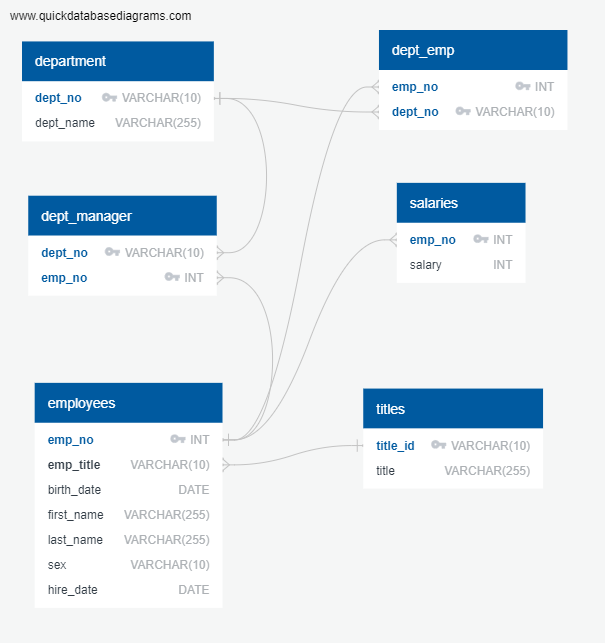 www.quickdatabasediagrams.com
department
dept_no VARCHAR(10)
dept_name VARCHAR(255)
dept_emp
emp_no INT
dept_no VARCHAR(10)
dept_manager
dept_no VARCHAR(10)
emp_no INT
salaries
emp_no INT
salary INT
employees
emp_no INT
emp_title VARCHAR(10)
birth_date DATE
first_name VARCHAR(255)
last_name VARCHAR(255)
sex VARCHAR(10)
hire_date DATE
titles
title_id VARCHAR(10)
title VARCHAR(255)